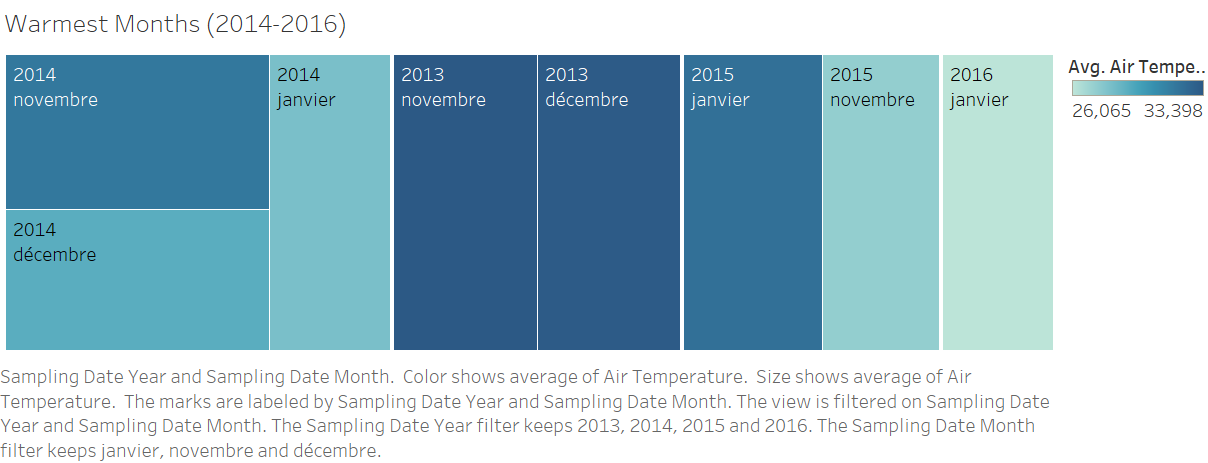 Warmest Months (2014-2016)
2014
novembre
2014
janvier
2013
novembre
2013
décembre
2015
janvier
2015
novembre
2016
janvier
2014
décembre
Avg. Air Tempe..
26,065 33,398
Sampling Date Year and Sampling Date Month. Color shows average of Air Temperature. Size shows average of Air
Temperature. The marks are labeled by Sampling Date Year and Sampling Date Month. The view is filtered on Sampling Date
Year and Sampling Date Month. The Sampling Date Year filter keeps 2013, 2014, 2015 and 2016. The Sampling Date Month
filter keeps janvier, novembre and décembre.